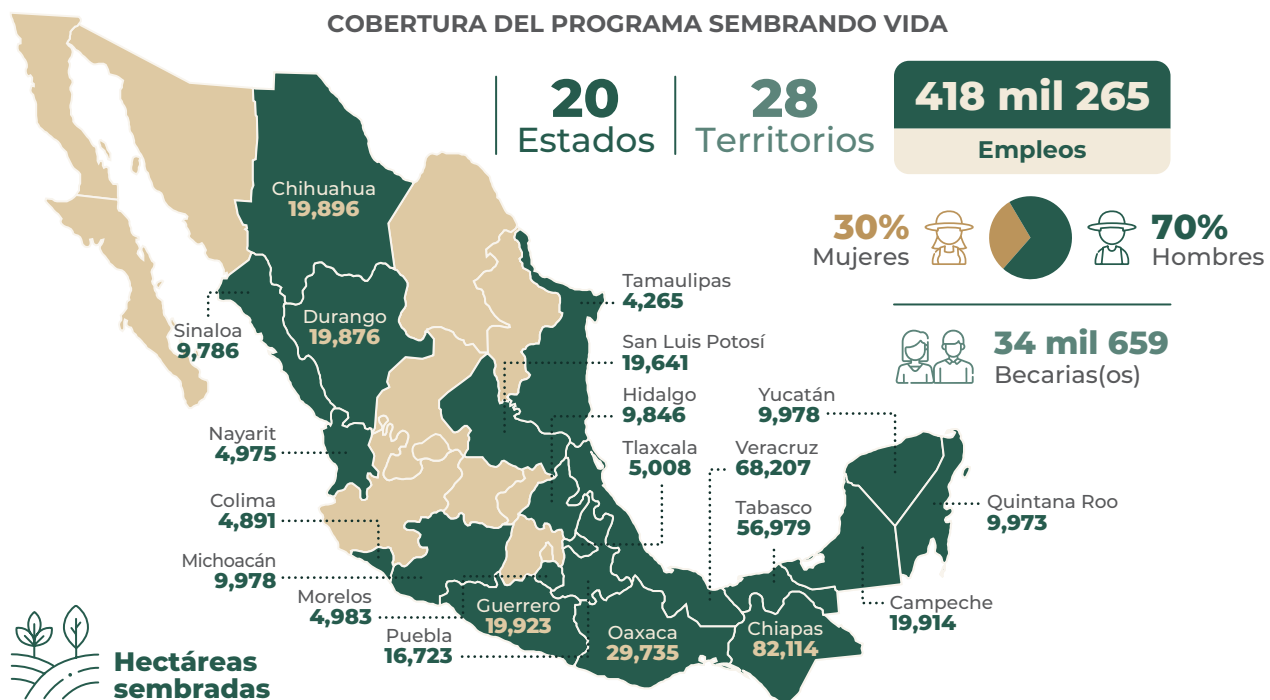 COBERTURA DEL PROGRAMA SEMBRANDO VIDA
20
Estados
28
Territorios
418 mil 265
Empleos
30%
Mujeres
70%
Hombres
34 mil 659
Becarias(os)
Chihuahua
19,896
Durango
19,876
Sinaloa
9,786
Tamaulipas
4,265
San Luis Potosí
19,641
Hidalgo
9,846
Tlaxcala
5,008
Yucatán
9,978
Veracruz
68,207
Tabasco
56,979
Quintana Roo
9,973
Campeche
19,914
Nayarit
4,975
Colima
4,891
Michoacán
9,978
Morelos
4,983
Puebla
16,723
Guerrero
19,923
Oaxaca
29,735
Chiapas
82,114
Hectáreas
sembradas